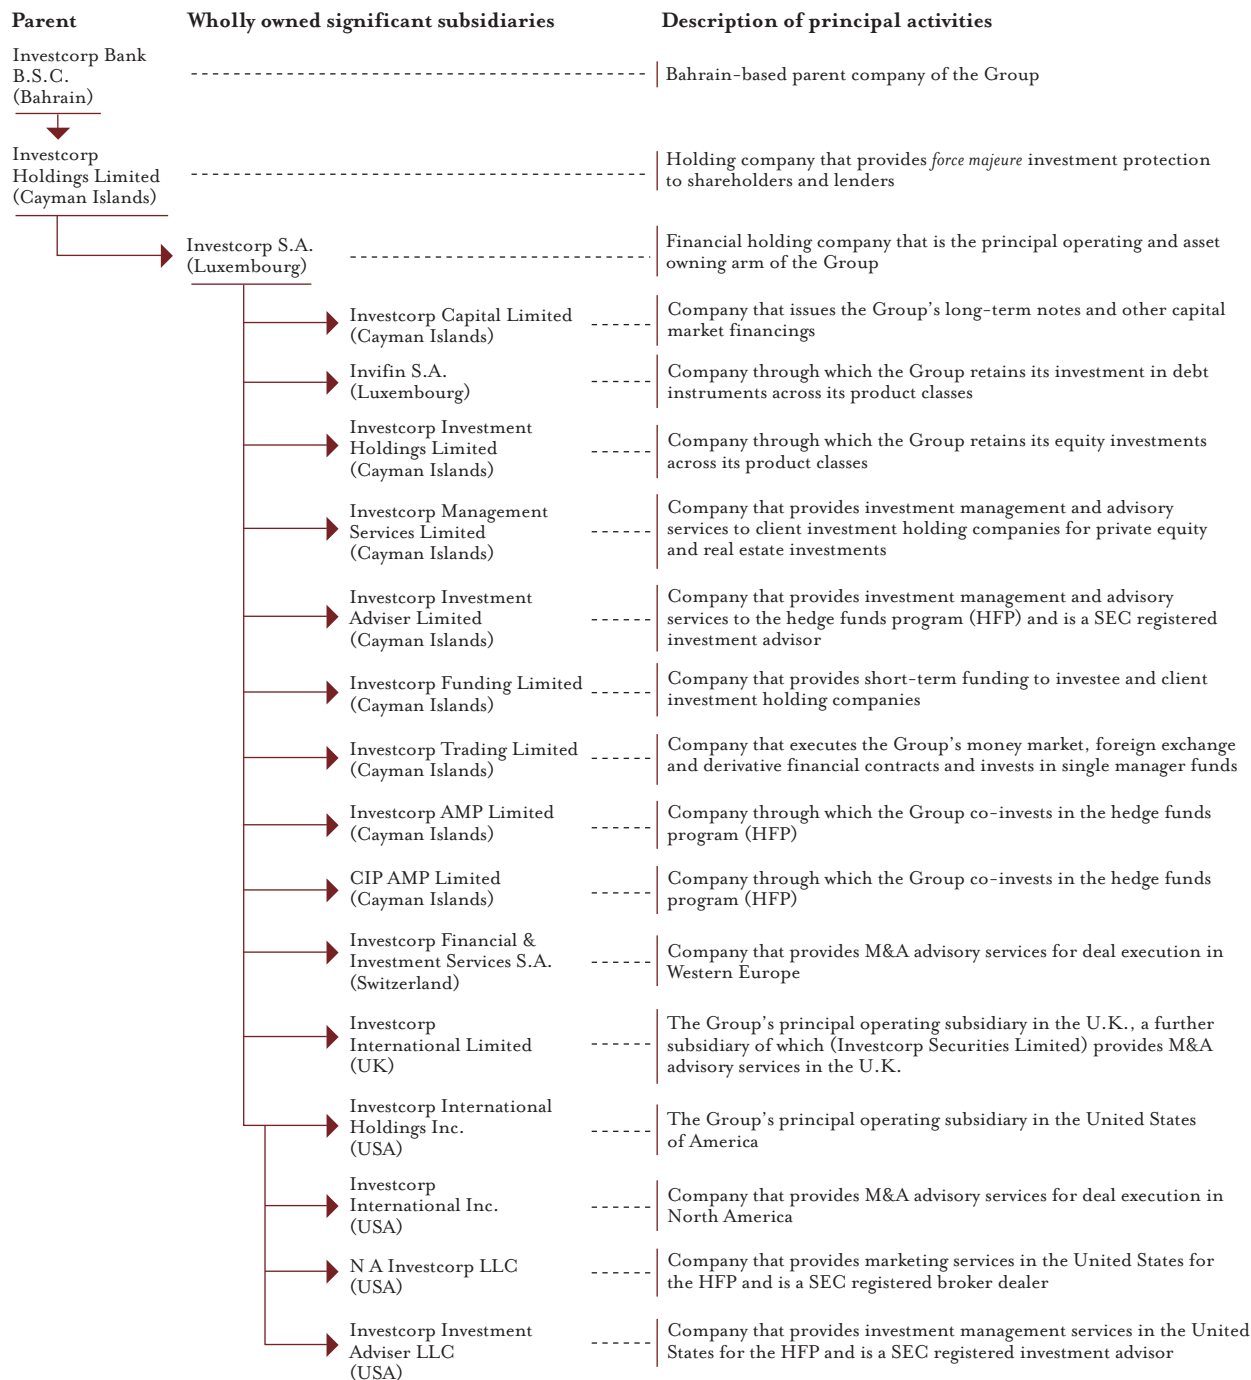 Parent
Wholly owned significant subsidiaries
Description of principal activities
Investcorp Bank
B.S.C.
(Bahrain)
Bahrain-based parent company of the Group
Investcorp
Holdings Limited
(Cayman Islands)
Holding company that provides force majeure investment protection
to shareholders and lenders
Investcorp S.A.
(Luxembourg)
Financial holding company that is the principal operating and asset
owning arm of the Group
Investcorp Capital Limited
(Cayman Islands)
Company that issues the Group's long-term notes and other capital
market financings
Invifin S.A.
(Luxembourg)
Company through which the Group retains its investment in debt
instruments across its product classes
Investcorp Investment
Holdings Limited
(Cayman Islands)
Company through which the Group retains its equity investments
across its product classes
Investcorp Management
Services Limited
(Cayman Islands)
Company that provides investment management and advisory
services to client investment holding companies for private equity
and real estate investments
Investcorp Investment
Adviser Limited
(Cayman Islands)
Company that provides investment management and advisory
services to the hedge funds program (HFP) and is a SEC registered
investment advisor
Investcorp Funding Limited
(Cayman Islands)
Company that provides short-term funding to investee and client
investment holding companies
Investcorp Trading Limited
(Cayman Islands)
Company that executes the Group's money market, foreign exchange
and derivative financial contracts and invests in single manager funds
Investcorp AMP Limited
(Cayman Islands)
Company through which the Group co-invests in the hedge funds
program (HFP)
CIP AMP Limited
(Cayman Islands)
Company through which the Group co-invests in the hedge funds
program (HFP)
Investcorp Financial &
Investment Services S.A.
(Switzerland)
Company that provides M&A advisory services for deal execution in
Western Europe
Investcorp
International Limited
(UK)
The Group's principal operating subsidiary in the U.K., a further
subsidiary of which (Investcorp Securities Limited) provides M&A
advisory services in the U.K.
Investcorp International
Holdings Inc.
(USA)
The Group's principal operating subsidiary in the United States
of America
Investcorp
International Inc.
(USA)
Company that provides M&A advisory services for deal execution in
North America
N A Investcorp LLC
(USA)
Company that provides marketing services in the United States for
the HFP and is a SEC registered broker dealer
Investcorp Investment
Adviser LLC
(USA)
Company that provides investment management services in the United
States for the HFP and is a SEC registered investment advisor